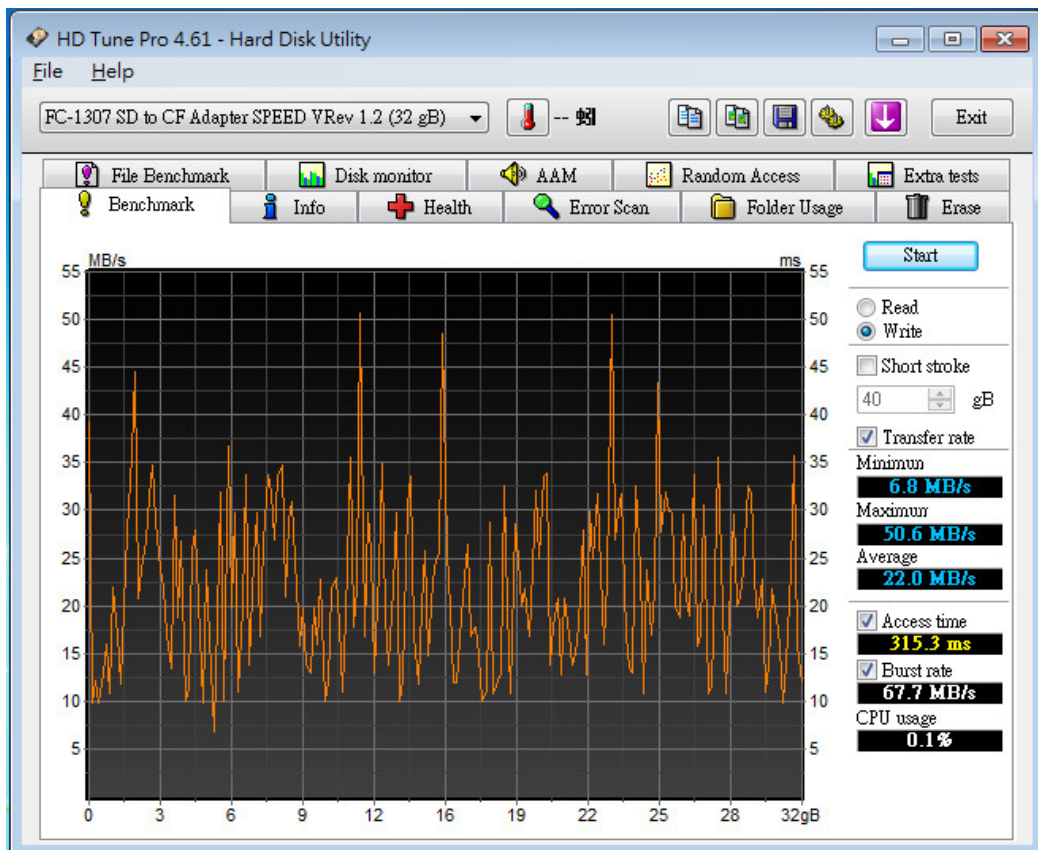 HD Tune Pro 4.61 - Hard Disk Utility
File Help
FC-1307 SD to CF Adapter SPEED VRev 1.2 (32 gB) -- 蚓 Exit
File Benchmark Disk monitor AAM Random Access Extra tests
Benchmark Info Health Error Scan Folder Usage Erase
MB/s ms
55 55
50 50
45 45
40 40
35 35
30 30
25 25
20 20
15 15
10 10
5 5
0 3 6 9 12 16 19 22 25 28 32gB
Start
Read
Write
Short stroke
40 gB
Transfer rate
Minimun
6.8 MB/s
Maximun
50.6 MB/s
Average
22.0 MB/s
Access time
315.3 ms
Burst rate
67.7 MB/s
CPU usage
0.1%